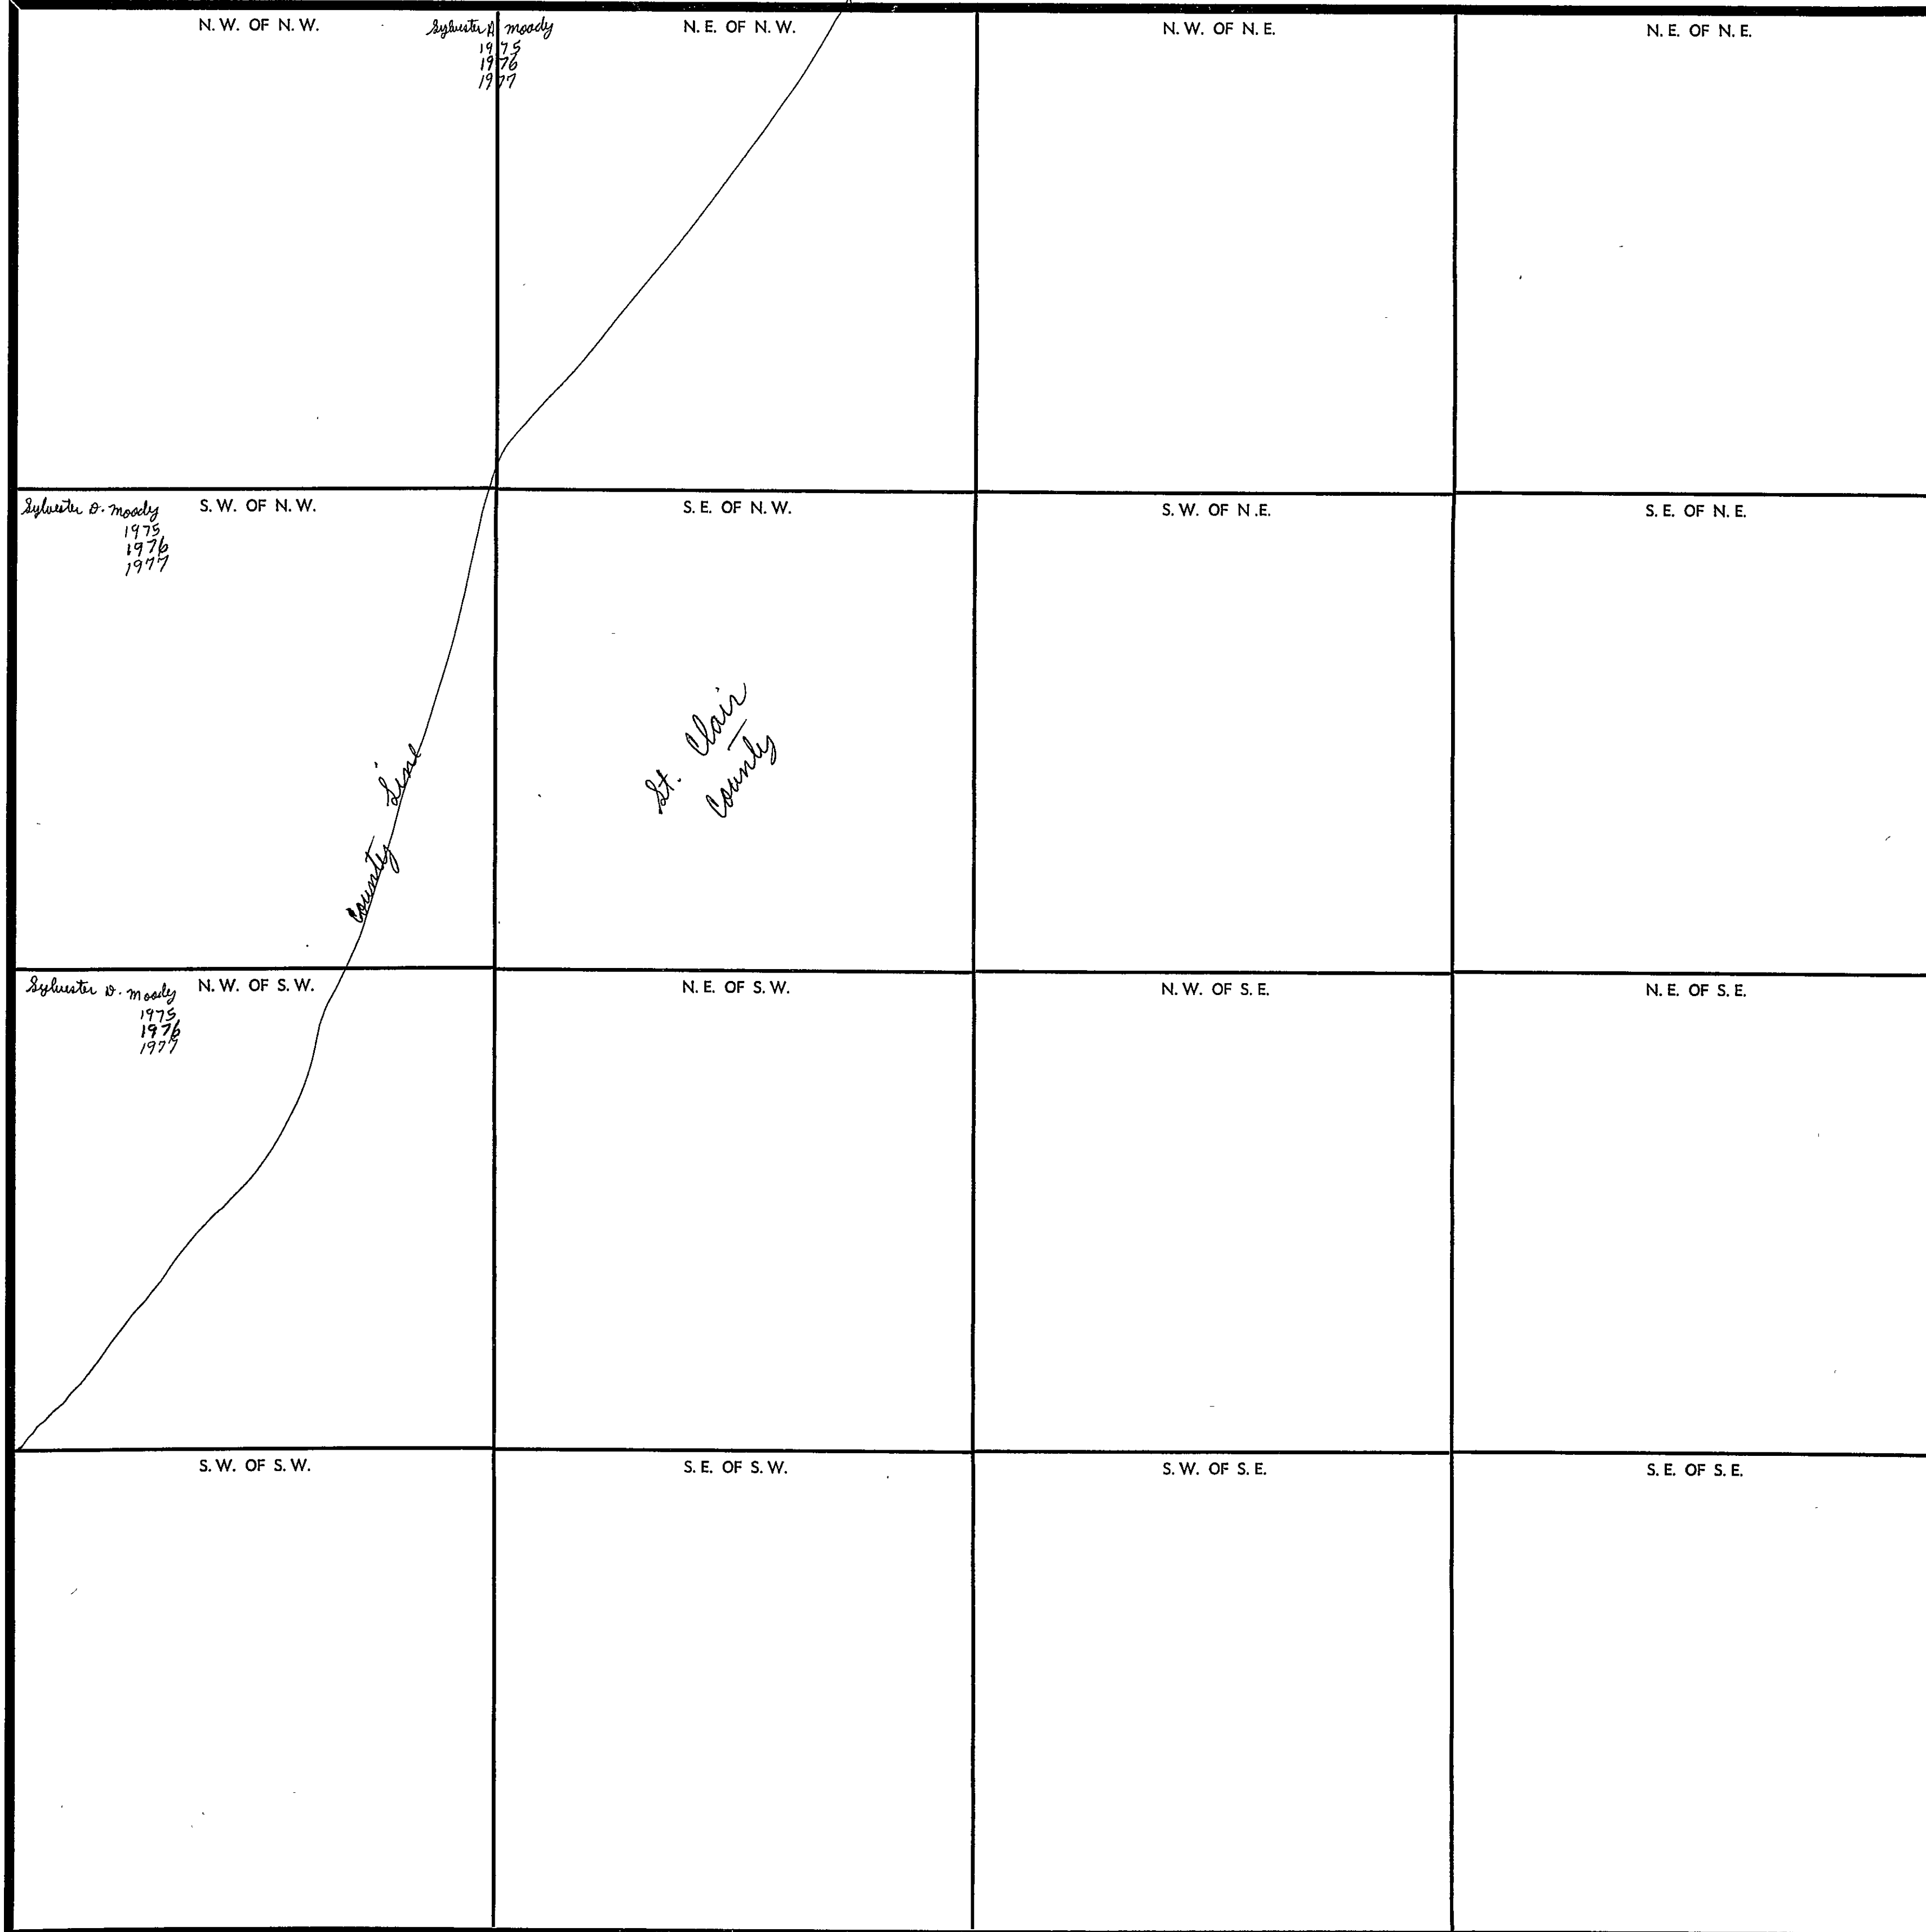 N. W. OF N. W.
Sylvester D. Moody
1975
1976
1977
N. E. OF N. W.
N. W. OF N. E.
N. E. OF N. E.
Sylvester D. Moody
1975
1976
1977
S. W. OF N. W.
S. E. OF N. W.
S. W. OF N .E.
S. E. OF N. E.
County Line
St. Clair
County
Sylvester D. Moody
1975
1976
1977
N. W. OF S. W.
N. E. OF S. W.
N. W. OF S. E.
N. E. OF S. E.
S. W. OF S. W.
S. E. OF S. W.
S. W. OF S. E.
S. E. OF S. E.